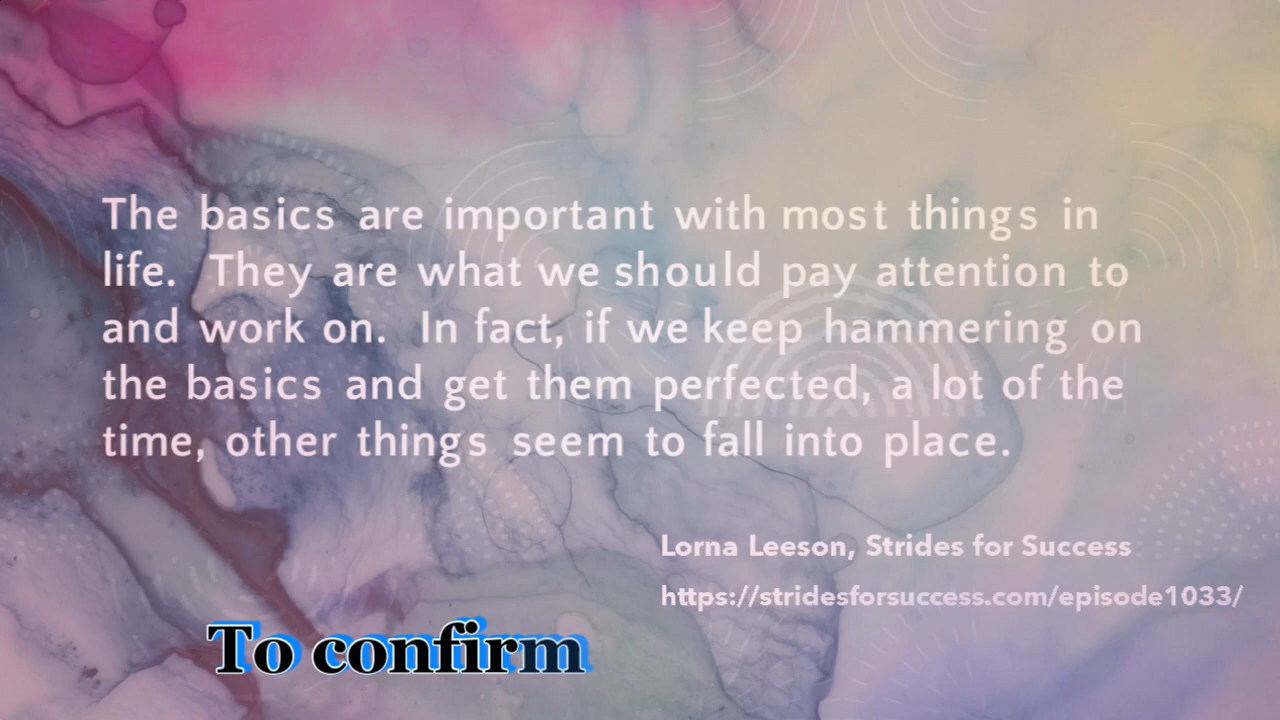 The basics are important with most things in
life. They are what we should pay attention to
and work on. In fact, if we keep hammering on
the basics and get them perfected, a lot of the
time, other things seem to fall into place.
Lorna Leeson, Strides for Success
https://stridesforsuccess.com/episode1033/
To confirm